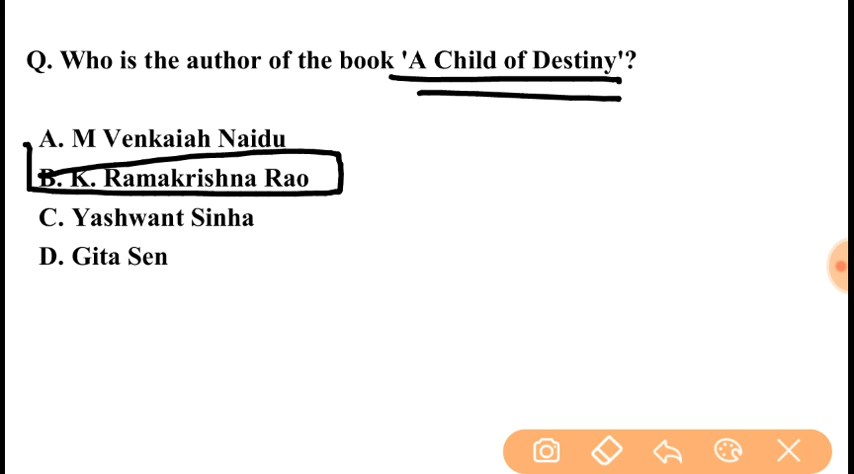 Q. Who is the author of the book 'A Child of Destiny'?
A. M Venkaiah Naidu
B. K. Ramakrishna Rao
C. Yashwant Sinha
D. Gita Sen